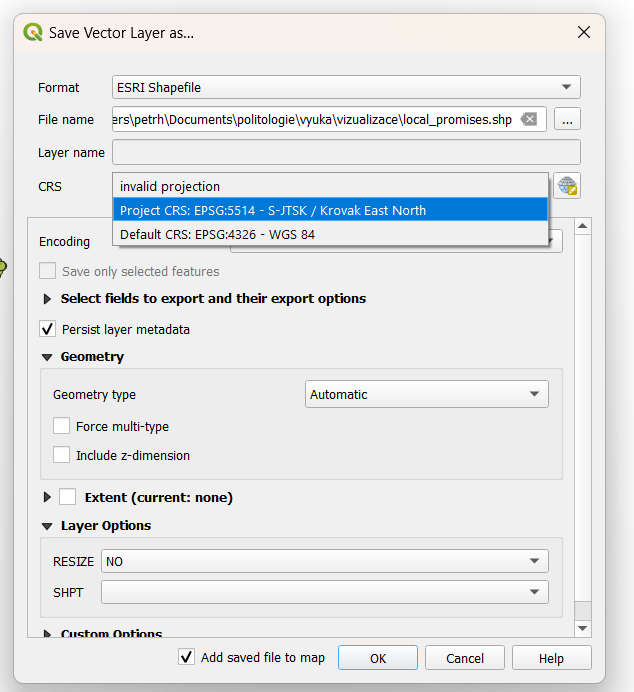 Save Vector Layer as...
Format ESRI Shapefile
File name ers\petrh\Documents\politologie\vyuka\vizualizace\local_promises.shp ...
Layer name
CRS invalid projection
Project CRS: EPSG:5514 - S-JTSK / Krovak East North
Default CRS: EPSG:4326 - WGS 84
Encoding
Save only selected features
Select fields to export and their export options
Persist layer metadata
Geometry
Geometry type Automatic
Force multi-type
Include z-dimension
Extent (current: none)
Layer Options
RESIZE NO
SHPT
Custom Options
Add saved file to map OK Cancel Help